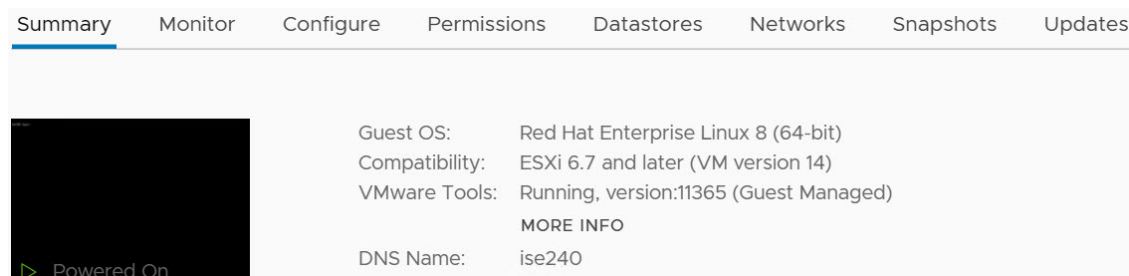 Summary Monitor Configure Permissions Datastores Networks Snapshots Updates
Guest OS: Red Hat Enterprise Linux 8 (64-bit)
Compatibility: ESXi 6.7 and later (VM version 14)
VMware Tools: Running, version:11365 (Guest Managed)
MORE INFO
DNS Name: ise240
Powered On